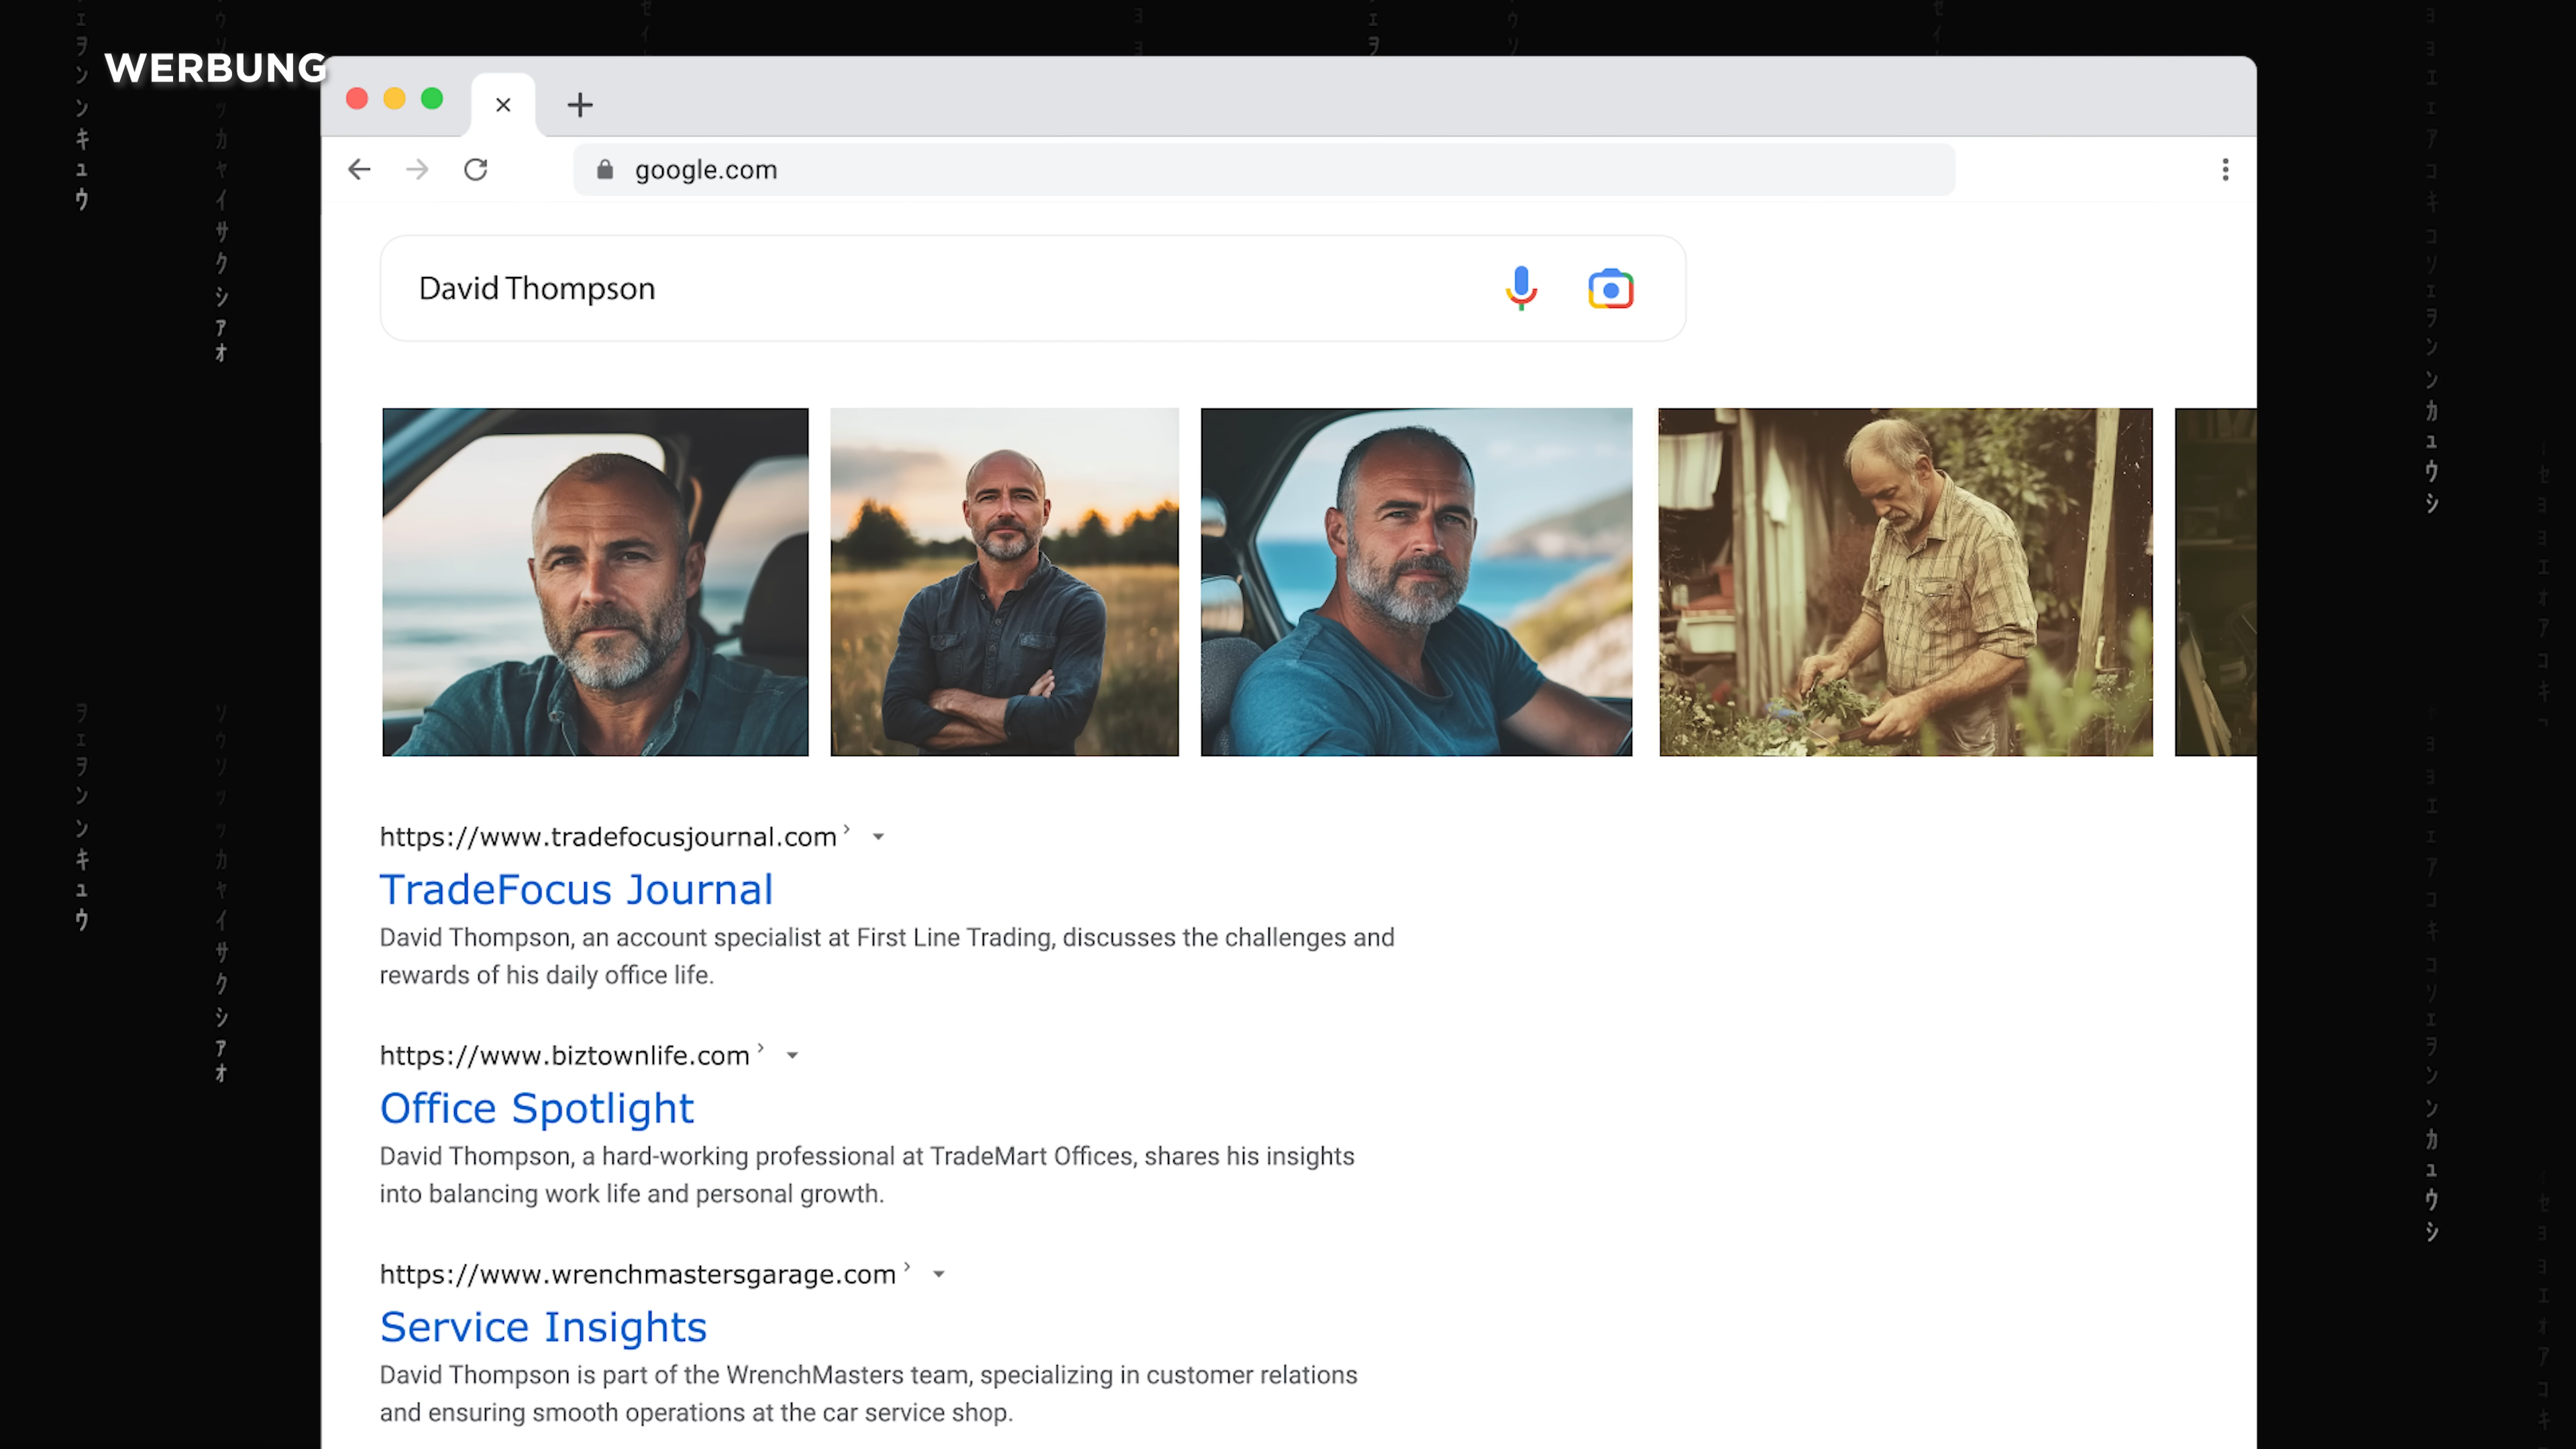 WERBUNG
google.com
David Thompson
https://www.tradefocusjournal.com
TradeFocus Journal
David Thompson, an account specialist at First Line Trading, discusses the challenges and
rewards of his daily office life.
https://www.biztownlife.com
Office Spotlight
David Thompson, a hard-working professional at TradeMart Offices, shares his insights
into balancing work life and personal growth.
https://www.wrenchmastersgarage.com
Service Insights
David Thompson is part of the WrenchMasters team, specializing in customer relations
and ensuring smooth operations at the car service shop.